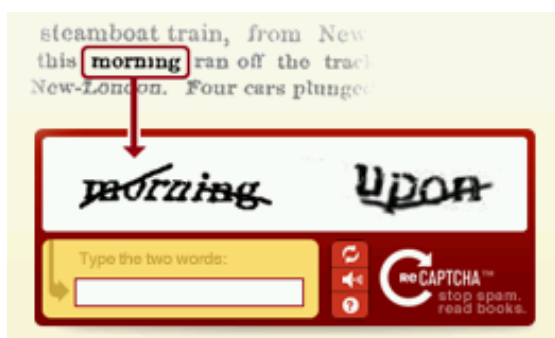 steamboat train, from New
this morning ran off the track
New-London. Four cars plunged
morning upon
Type the two words:
ReCAPTCHA™
stop spam.
read books.